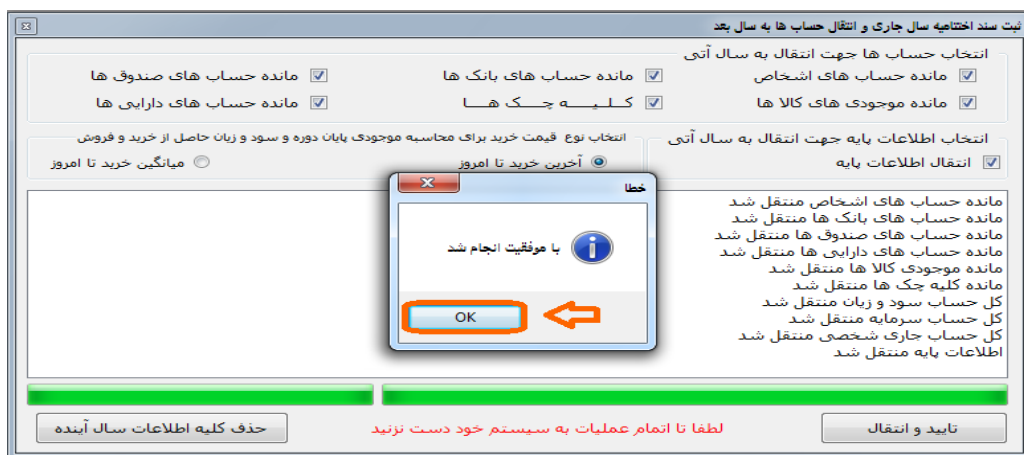 ثبت سند اختتامیه سال جاری و انتقال حساب ها به سال بعد
انتخاب حساب ها جهت انتقال به سال آتی
مانده حساب های اشخاص
مانده حساب های بانک ها
مانده حساب های صندوق ها
مانده موجودی های کالا ها
کلیه چک ها
مانده حساب های دارایی ها
انتخاب اطلاعات پایه جهت انتقال به سال آتی
انتقال اطلاعات پایه
انتخاب نوع قیمت خرید برای محاسبه موجودی پایان دوره و سود و زیان حاصل از خرید و فروش
آخرین خرید تا امروز
میانگین خرید تا امروز
خطا
با موفقیت انجام شد
OK
مانده حساب های اشخاص منتقل شد
مانده حساب های بانک ها منتقل شد
مانده حساب های صندوق ها منتقل شد
مانده حساب های دارایی ها منتقل شد
مانده موجودی کالا ها منتقل شد
مانده کلیه چک ها منتقل شد
کل حساب سود و زیان منتقل شد
کل حساب سرمایه منتقل شد
کل حساب جاری شخصی منتقل شد
اطلاعات پایه منتقل شد
تایید و انتقال
لطفا تا اتمام عملیات به سیستم خود دست نزنید
حذف کلیه اطلاعات سال آینده